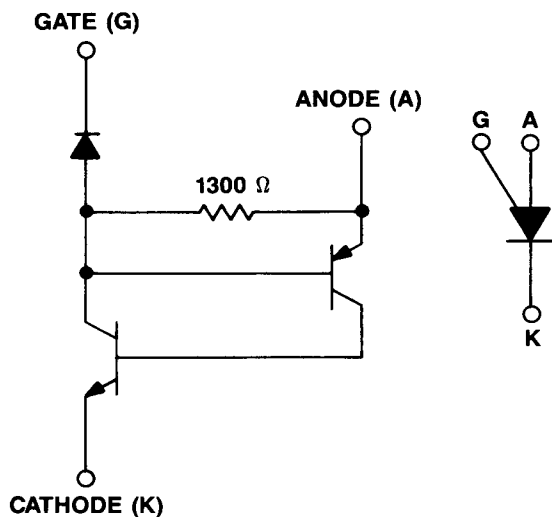 GATE (G)
ANODE (A)
G
A
1300 Ω
K
CATHODE (K)